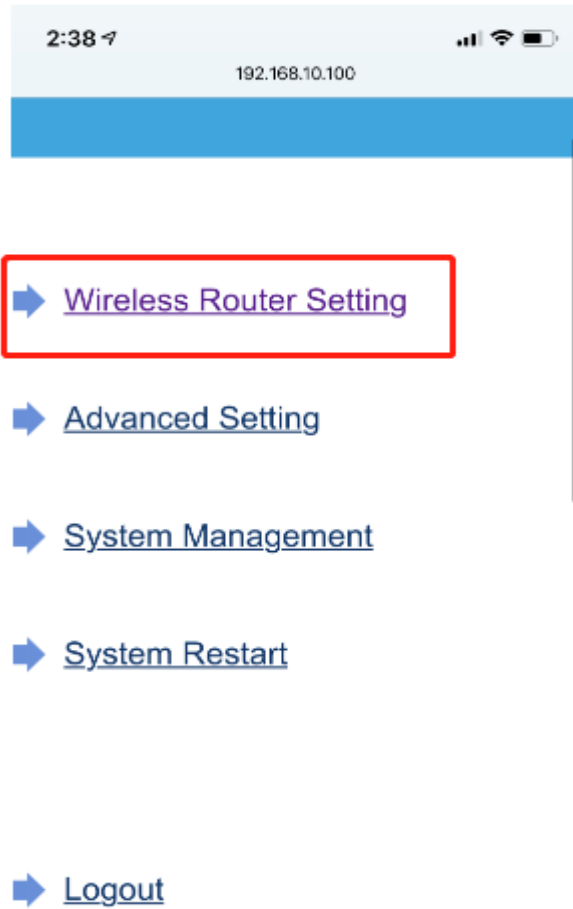 2:38
192.168.10.100
Wireless Router Setting
Advanced Setting
System Management
System Restart
Logout